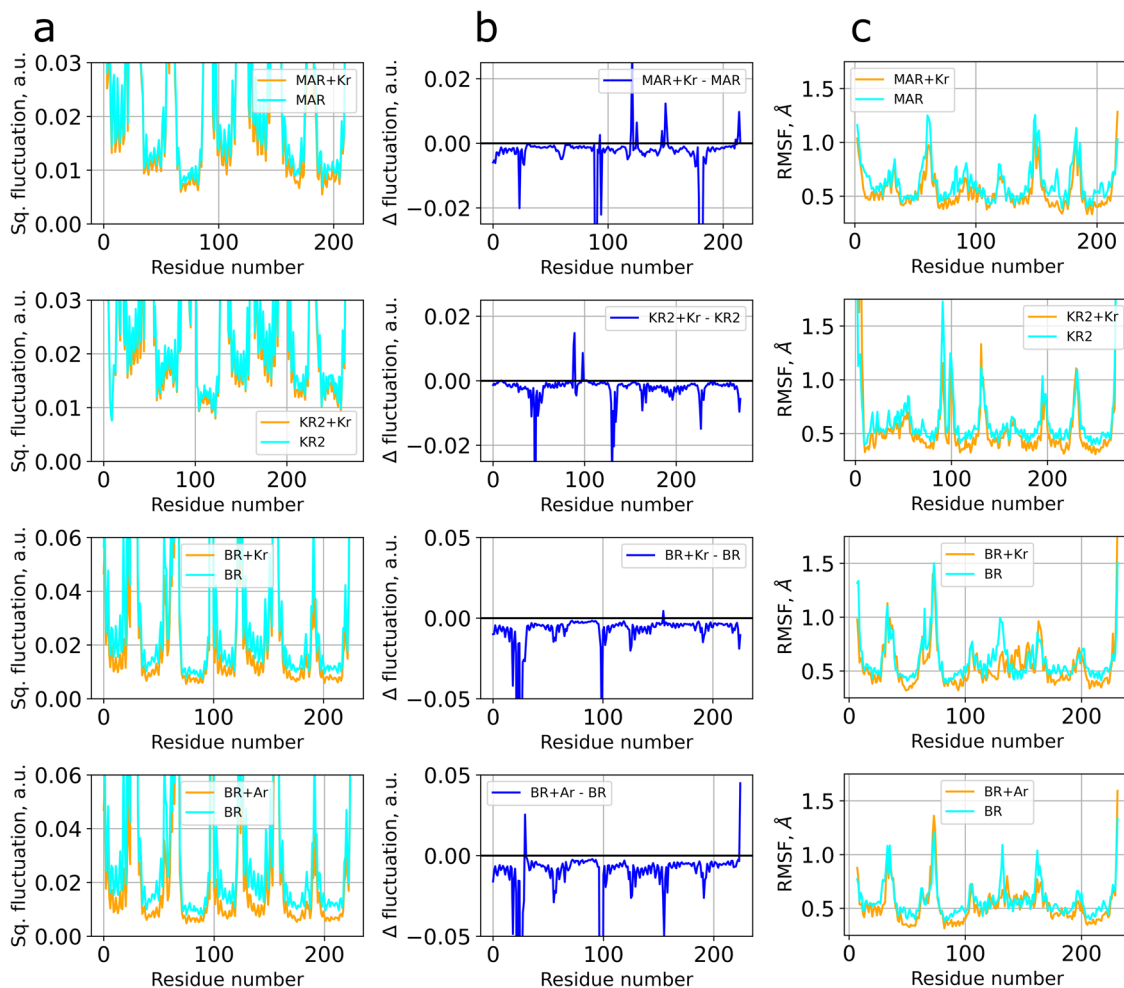 a
b
c
Sq. fluctuation, a.u.
0.03
0.02
0.01
0.00
MAR+Kr
MAR
0
100
200
Residue number
Δ fluctuation, a.u.
0.02
0.00
−0.02
MAR+Kr - MAR
0
100
200
Residue number
RMSF, Å
1.5
1.0
0.5
MAR+Kr
MAR
0
100
200
Residue number
Sq. fluctuation, a.u.
0.03
0.02
0.01
0.00
KR2+Kr
KR2
0
100
200
Residue number
Δ fluctuation, a.u.
0.02
0.00
−0.02
KR2+Kr - KR2
0
100
200
Residue number
RMSF, Å
1.5
1.0
0.5
KR2+Kr
KR2
0
100
200
Residue number
Sq. fluctuation, a.u.
0.06
0.04
0.02
0.00
BR+Kr
BR
0
100
200
Residue number
Δ fluctuation, a.u.
0.05
0.00
−0.05
BR+Kr - BR
0
100
200
Residue number
RMSF, Å
1.5
1.0
0.5
BR+Kr
BR
0
100
200
Residue number
Sq. fluctuation, a.u.
0.06
0.04
0.02
0.00
BR+Ar
BR
0
100
200
Residue number
Δ fluctuation, a.u.
0.05
0.00
−0.05
BR+Ar - BR
0
100
200
Residue number
RMSF, Å
1.5
1.0
0.5
BR+Ar
BR
0
100
200
Residue number